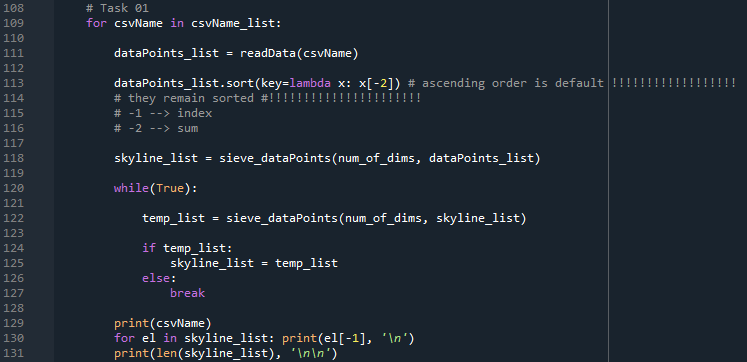 108 # Task 01
109 for csvName in csvName_list:
110
111 dataPoints_list = readData(csvName)
112
113 dataPoints_list.sort(key=lambda x: x[-2]) # ascending order is default !!!!!!!!!!!!!!!!!!
114 # they remain sorted #!!!!!!!!!!!!!!!!!!!!!!
115 # -1 --> index
116 # -2 --> sum
117
118 skyline_list = sieve_dataPoints(num_of_dims, dataPoints_list)
119
120 while(True):
121
122 temp_list = sieve_dataPoints(num_of_dims, skyline_list)
123
124 if temp_list:
125 skyline_list = temp_list
126 else:
127 break
128
129 print(csvName)
130 for el in skyline_list: print(el[-1], '\n')
131 print(len(skyline_list), '\n\n')